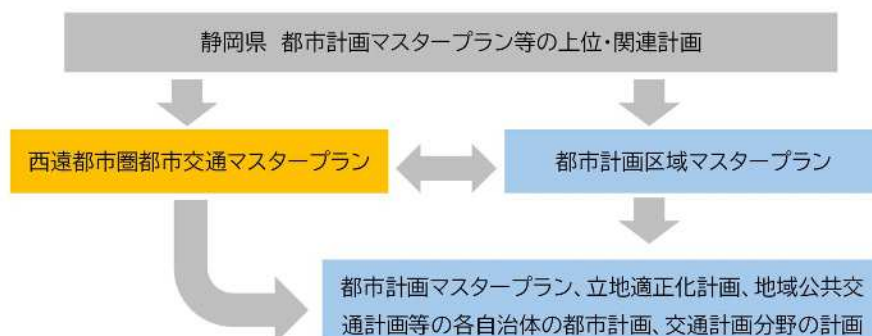 静岡県 都市計画マスタープラン等の上位・関連計画
西遠都市圏都市交通マスタープラン
都市計画区域マスタープラン
都市計画マスタープラン、立地適正化計画、地域公共交
通計画等の各自治体の都市計画、交通計画分野の計画